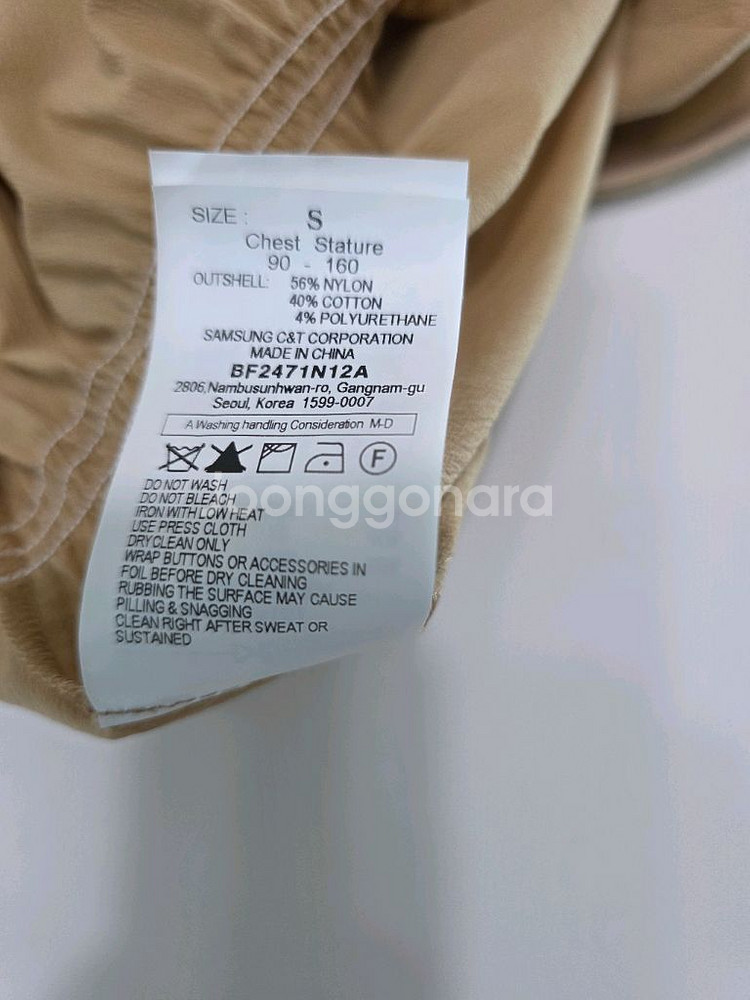 SIZE : S
Chest Stature
90 - 160
OUTSHELL: 56% NYLON
40% COTTON
4% POLYURETHANE
SAMSUNG C&T CORPORATION
MADE IN CHINA
BF2471N12A
2806,Nambusunhwan-ro, Gangnam-gu
Seoul, Korea 1599-0007
A Washing handling Consideration M-D
F
DO NOT WASH
DO NOT BLEACH
IRON WITH LOW HEAT
USE PRESS CLOTH
DRYCLEAN ONLY
WRAP BUTTONS OR ACCESSORIES IN
FOIL BEFORE DRY CLEANING
RUBBING THE SURFACE MAY CAUSE
PILLING & SNAGGING
CLEAN RIGHT AFTER SWEAT OR
SUSTAINED
joonggonara